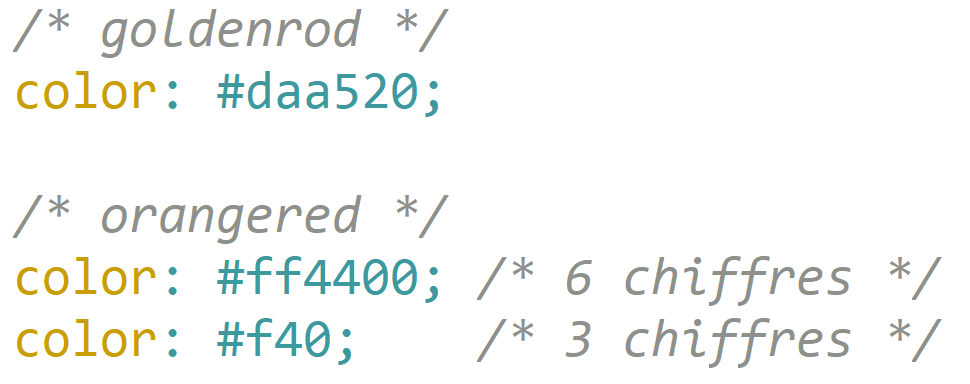 /* goldenrod */
color: #daa520;

/* orangered */
color: #ff4400; /* 6 chiffres */
color: #f40;    /* 3 chiffres */